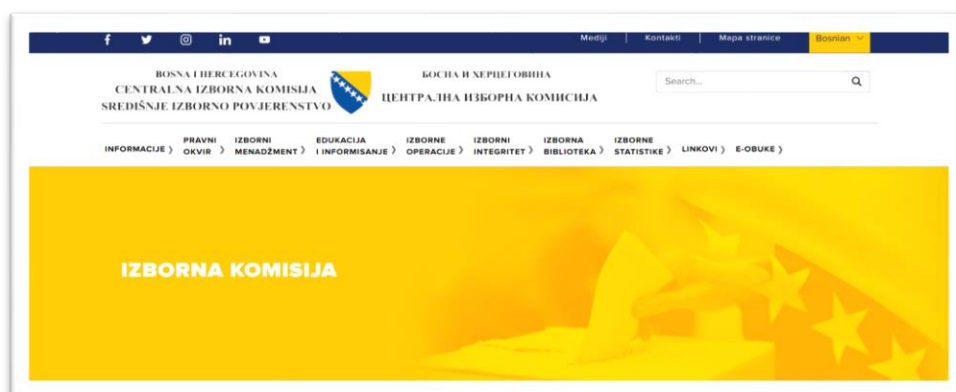 Mediji | Kontakti | Mapa stranice Bosnian
BOSNA I HERCEGOVINA
CENTRALNA IZBORNA KOMISIJA
SREDIŠNJE IZBORNO POVJERENSTVO
БОСНА И ХЕРЦЕГОВИНА
ЦЕНТРАЛНА ИЗБОРНА КОМИСИЈА
Search...
INFORMACIJE
PRAVNI
OKVIR
IZBORNI
MENADŽMENT
EDUKACIJA
I INFORMISANJE
IZBORNE
OPERACIJE
IZBORNI
INTEGRITET
IZBORNA
BIBLIOTEKA
IZBORNE
STATISTIKE
LINKOVI
E-OBUKE
IZBORNA KOMISIJA